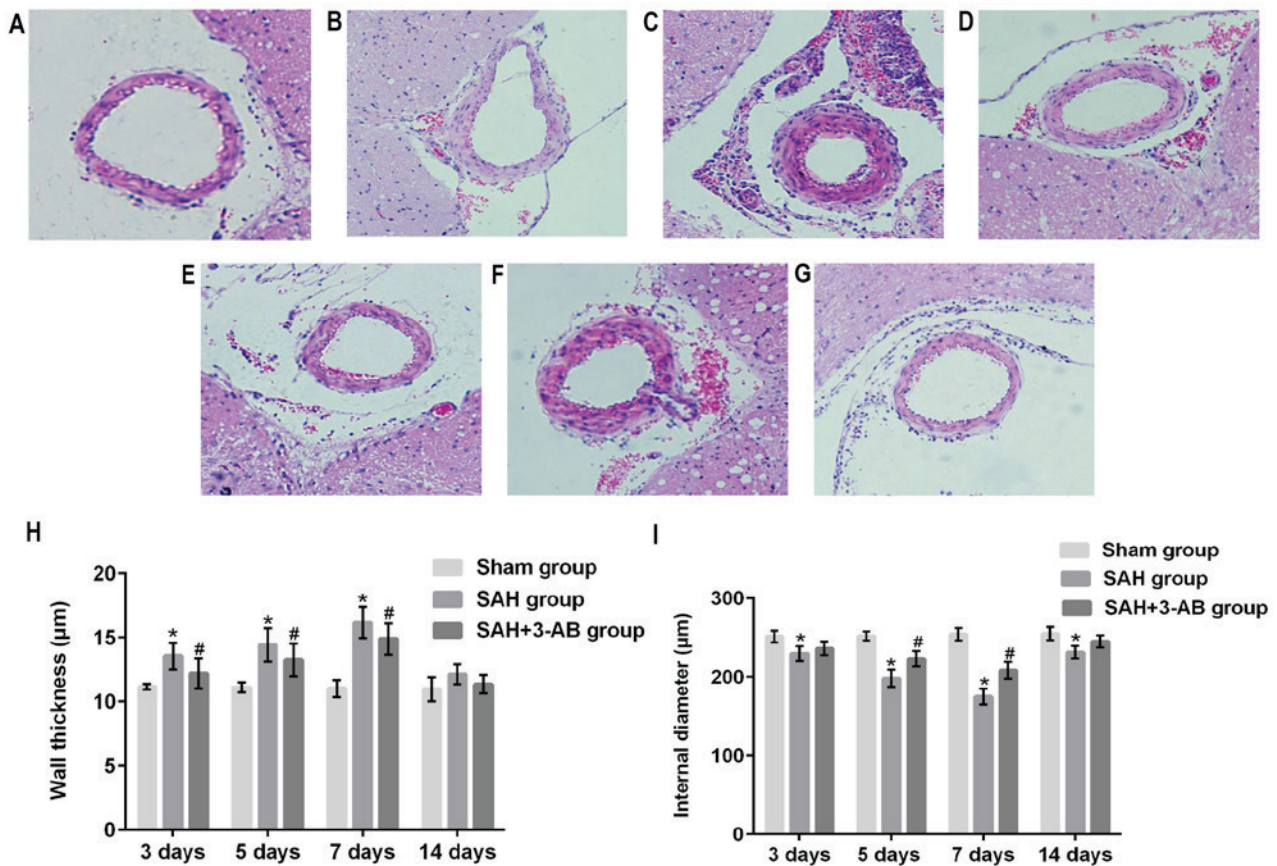 A
B
C
D
E
F
G
H
Wall thickness (µm)
20
15
10
5
0
Sham group
SAH group
SAH+3-AB group
*
#
*
#
*
#
3 days
5 days
7 days
14 days
I
Internal diameter (µm)
300
200
100
0
Sham group
SAH group
SAH+3-AB group
*
*
#
*
#
*
3 days
5 days
7 days
14 days